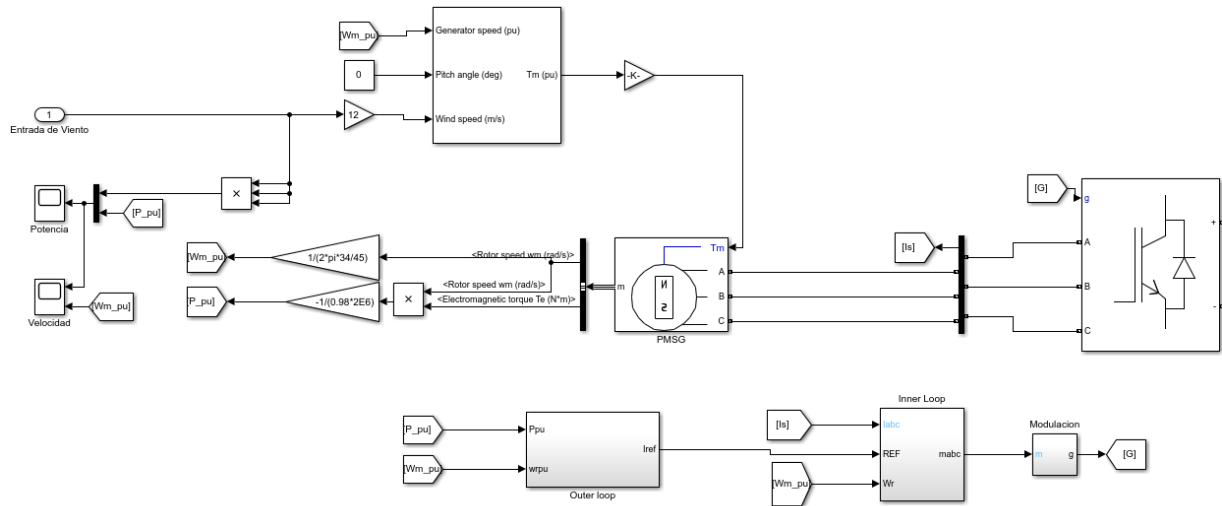 [Wm_pu]
Generator speed (pu)
0
Pitch angle (deg)
Tm (pu)
-K-
1
Entrada de Viento
12
Wind speed (m/s)
×
[P_pu]
Potencia
[G]
g
+
[Wm_pu]
1/(2*pi*34/45)
<Rotor speed wm (rad/s)>
Tm
[Is]
A
A
[P_pu]
-1/(0.98*2E6)
×
<Rotor speed wm (rad/s)>
<Electromagnetic torque Te (N*m)>
m
N
S
B
B
C
C
-
PMSG
[Wm_pu]
Velocidad
Inner Loop
[P_pu]
Ppu
[Is]
Iabc
Modulacion
Iref
REF
mabc
m
g
[G]
[Wm_pu]
wrpu
[Wm_pu]
Wr
Outer loop